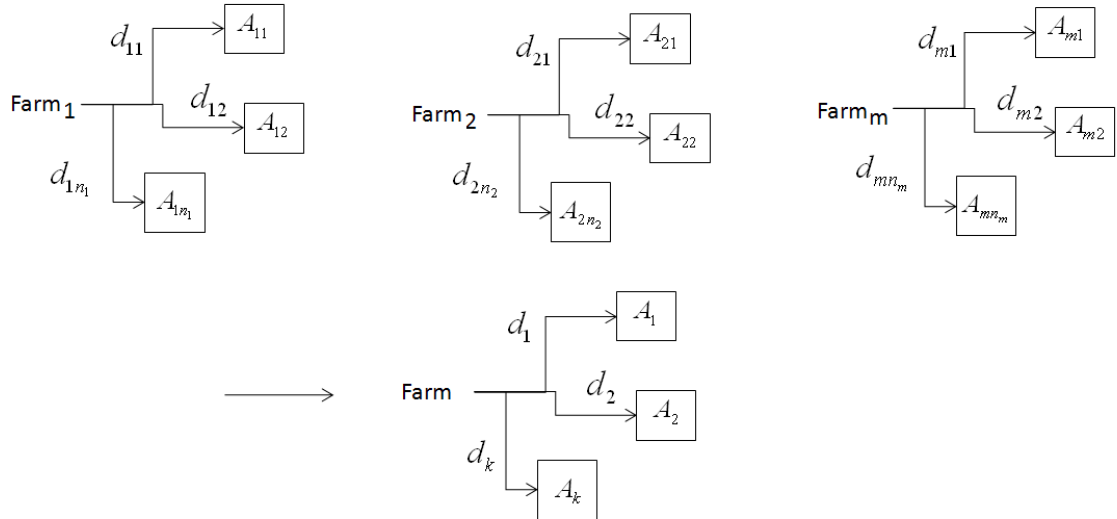 d₁₁ A₁₁
Farm₁ d₁₂ A₁₂
d₁ₙ₁ A₁ₙ₁
d₂₁ A₂₁
Farm₂ d₂₂ A₂₂
d₂ₙ₂ A₂ₙ₂
dₘ₁ Aₘ₁
Farmₘ dₘ₂ Aₘ₂
dₘₙₘ Aₘₙₘ
d₁ A₁
Farm d₂ A₂
dₖ Aₖ